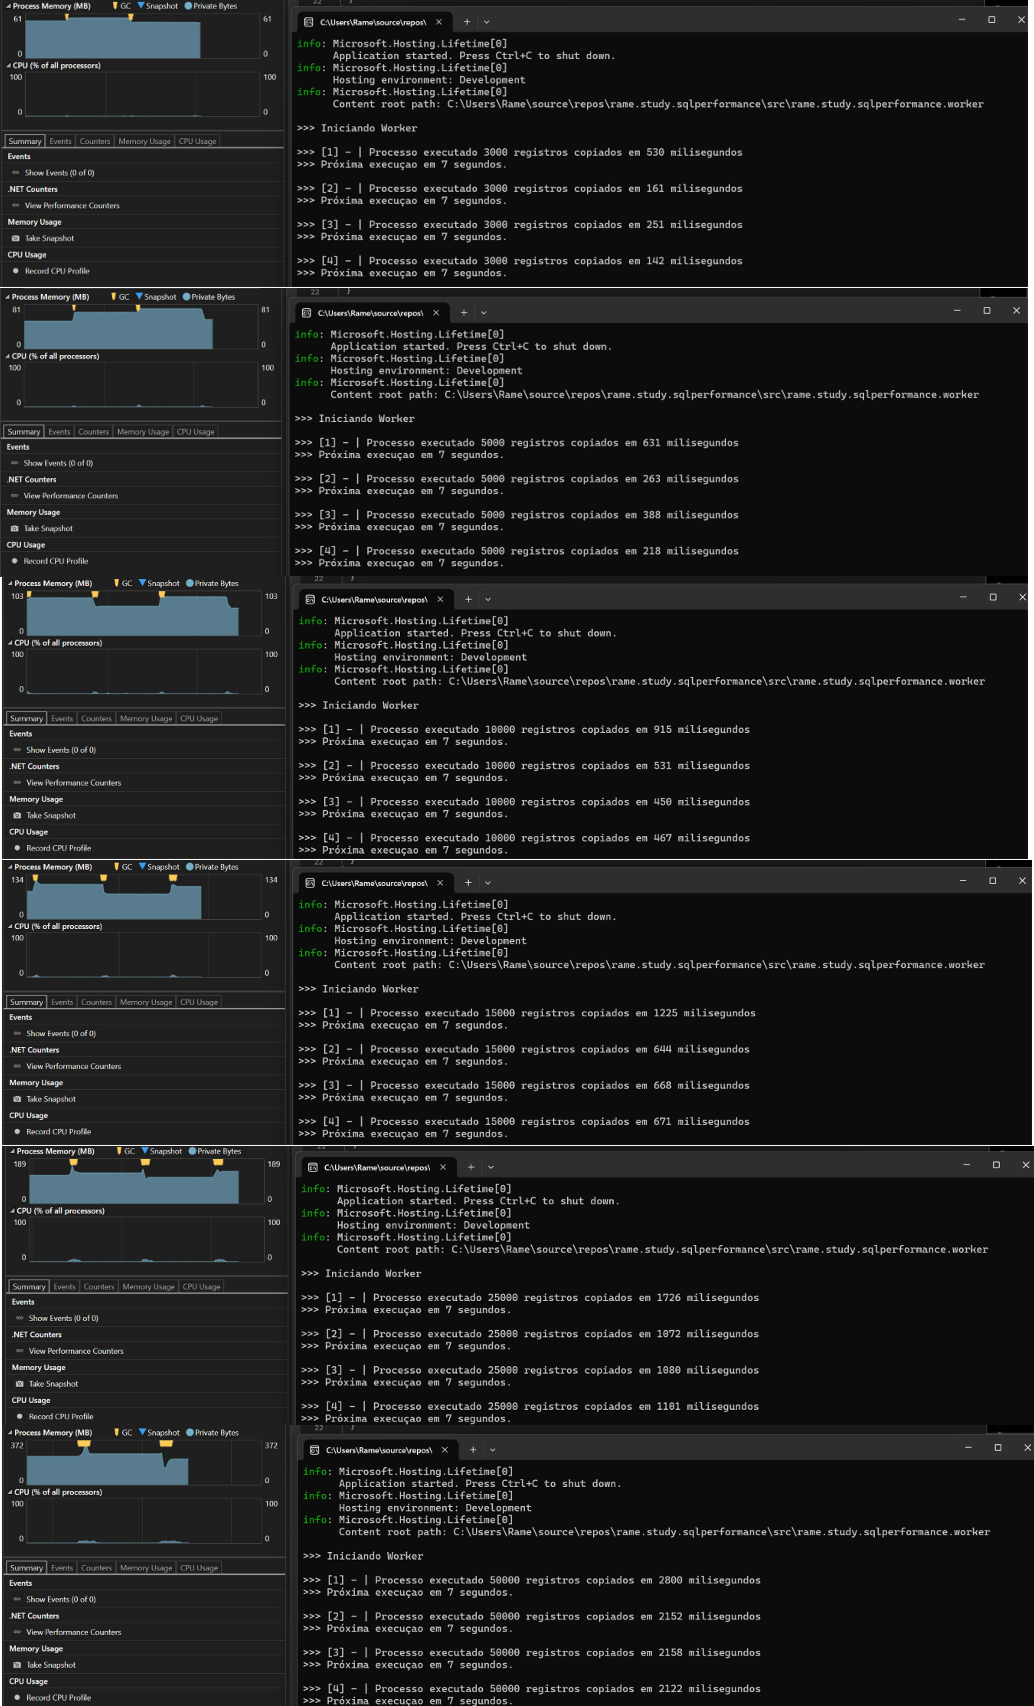 Process Memory (MB) GC Snapshot Private Bytes
61 61
0 0
CPU (% of all processors)
100 100
0 0
Summary Events Counters Memory Usage CPU Usage
Events
Show Events (0 of 0)
.NET Counters
View Performance Counters
Memory Usage
Take Snapshot
CPU Usage
Record CPU Profile
22
C:\Users\Rame\source\repos\
info: Microsoft.Hosting.Lifetime[0]
Application started. Press Ctrl+C to shut down.
info: Microsoft.Hosting.Lifetime[0]
Hosting environment: Development
info: Microsoft.Hosting.Lifetime[0]
Content root path: C:\Users\Rame\source\repos\rame.study.sqlperformance\src\rame.study.sqlperformance.worker
>>> Iniciando Worker
>>> [1] - | Processo executado 3000 registros copiados em 530 milisegundos
>>> Próxima execuçao em 7 segundos.
>>> [2] - | Processo executado 3000 registros copiados em 161 milisegundos
>>> Próxima execuçao em 7 segundos.
>>> [3] - | Processo executado 3000 registros copiados em 251 milisegundos
>>> Próxima execuçao em 7 segundos.
>>> [4] - | Processo executado 3000 registros copiados em 142 milisegundos
>>> Próxima execuçao em 7 segundos.
Process Memory (MB) GC Snapshot Private Bytes
81 81
0 0
CPU (% of all processors)
100 100
0 0
Summary Events Counters Memory Usage CPU Usage
Events
Show Events (0 of 0)
.NET Counters
View Performance Counters
Memory Usage
Take Snapshot
CPU Usage
Record CPU Profile
22
C:\Users\Rame\source\repos\
info: Microsoft.Hosting.Lifetime[0]
Application started. Press Ctrl+C to shut down.
info: Microsoft.Hosting.Lifetime[0]
Hosting environment: Development
info: Microsoft.Hosting.Lifetime[0]
Content root path: C:\Users\Rame\source\repos\rame.study.sqlperformance\src\rame.study.sqlperformance.worker
>>> Iniciando Worker
>>> [1] - | Processo executado 5000 registros copiados em 631 milisegundos
>>> Próxima execuçao em 7 segundos.
>>> [2] - | Processo executado 5000 registros copiados em 263 milisegundos
>>> Próxima execuçao em 7 segundos.
>>> [3] - | Processo executado 5000 registros copiados em 388 milisegundos
>>> Próxima execuçao em 7 segundos.
>>> [4] - | Processo executado 5000 registros copiados em 218 milisegundos
>>> Próxima execuçao em 7 segundos.
Process Memory (MB) GC Snapshot Private Bytes
103 103
0 0
CPU (% of all processors)
100 100
0 0
Summary Events Counters Memory Usage CPU Usage
Events
Show Events (0 of 0)
.NET Counters
View Performance Counters
Memory Usage
Take Snapshot
CPU Usage
Record CPU Profile
22
C:\Users\Rame\source\repos\
info: Microsoft.Hosting.Lifetime[0]
Application started. Press Ctrl+C to shut down.
info: Microsoft.Hosting.Lifetime[0]
Hosting environment: Development
info: Microsoft.Hosting.Lifetime[0]
Content root path: C:\Users\Rame\source\repos\rame.study.sqlperformance\src\rame.study.sqlperformance.worker
>>> Iniciando Worker
>>> [1] - | Processo executado 10000 registros copiados em 915 milisegundos
>>> Próxima execuçao em 7 segundos.
>>> [2] - | Processo executado 10000 registros copiados em 531 milisegundos
>>> Próxima execuçao em 7 segundos.
>>> [3] - | Processo executado 10000 registros copiados em 450 milisegundos
>>> Próxima execuçao em 7 segundos.
>>> [4] - | Processo executado 10000 registros copiados em 467 milisegundos
>>> Próxima execuçao em 7 segundos.
Process Memory (MB) GC Snapshot Private Bytes
134 134
0 0
CPU (% of all processors)
100 100
0 0
Summary Events Counters Memory Usage CPU Usage
Events
Show Events (0 of 0)
.NET Counters
View Performance Counters
Memory Usage
Take Snapshot
CPU Usage
Record CPU Profile
22
C:\Users\Rame\source\repos\
info: Microsoft.Hosting.Lifetime[0]
Application started. Press Ctrl+C to shut down.
info: Microsoft.Hosting.Lifetime[0]
Hosting environment: Development
info: Microsoft.Hosting.Lifetime[0]
Content root path: C:\Users\Rame\source\repos\rame.study.sqlperformance\src\rame.study.sqlperformance.worker
>>> Iniciando Worker
>>> [1] - | Processo executado 15000 registros copiados em 1225 milisegundos
>>> Próxima execuçao em 7 segundos.
>>> [2] - | Processo executado 15000 registros copiados em 644 milisegundos
>>> Próxima execuçao em 7 segundos.
>>> [3] - | Processo executado 15000 registros copiados em 668 milisegundos
>>> Próxima execuçao em 7 segundos.
>>> [4] - | Processo executado 15000 registros copiados em 671 milisegundos
>>> Próxima execuçao em 7 segundos.
Process Memory (MB) GC Snapshot Private Bytes
189 189
0 0
CPU (% of all processors)
100 100
0 0
Summary Events Counters Memory Usage CPU Usage
Events
Show Events (0 of 0)
.NET Counters
View Performance Counters
Memory Usage
Take Snapshot
CPU Usage
Record CPU Profile
C:\Users\Rame\source\repos\
info: Microsoft.Hosting.Lifetime[0]
Application started. Press Ctrl+C to shut down.
info: Microsoft.Hosting.Lifetime[0]
Hosting environment: Development
info: Microsoft.Hosting.Lifetime[0]
Content root path: C:\Users\Rame\source\repos\rame.study.sqlperformance\src\rame.study.sqlperformance.worker
>>> Iniciando Worker
>>> [1] - | Processo executado 25000 registros copiados em 1726 milisegundos
>>> Próxima execuçao em 7 segundos.
>>> [2] - | Processo executado 25000 registros copiados em 1072 milisegundos
>>> Próxima execuçao em 7 segundos.
>>> [3] - | Processo executado 25000 registros copiados em 1080 milisegundos
>>> Próxima execuçao em 7 segundos.
>>> [4] - | Processo executado 25000 registros copiados em 1101 milisegundos
>>> Próxima execuçao em 7 segundos.
Process Memory (MB) GC Snapshot Private Bytes
372 372
0 0
CPU (% of all processors)
100 100
0 0
Summary Events Counters Memory Usage CPU Usage
Events
Show Events (0 of 0)
.NET Counters
View Performance Counters
Memory Usage
Take Snapshot
CPU Usage
Record CPU Profile
22
C:\Users\Rame\source\repos\
info: Microsoft.Hosting.Lifetime[0]
Application started. Press Ctrl+C to shut down.
info: Microsoft.Hosting.Lifetime[0]
Hosting environment: Development
info: Microsoft.Hosting.Lifetime[0]
Content root path: C:\Users\Rame\source\repos\rame.study.sqlperformance\src\rame.study.sqlperformance.worker
>>> Iniciando Worker
>>> [1] - | Processo executado 50000 registros copiados em 2800 milisegundos
>>> Próxima execuçao em 7 segundos.
>>> [2] - | Processo executado 50000 registros copiados em 2152 milisegundos
>>> Próxima execuçao em 7 segundos.
>>> [3] - | Processo executado 50000 registros copiados em 2158 milisegundos
>>> Próxima execuçao em 7 segundos.
>>> [4] - | Processo executado 50000 registros copiados em 2122 milisegundos
>>> Próxima execuçao em 7 segundos.